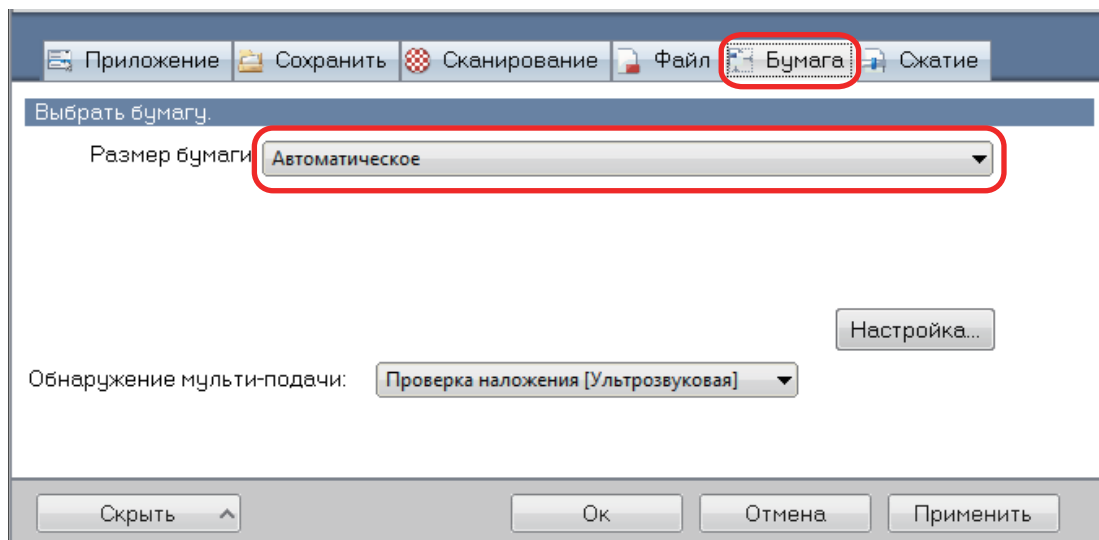 Приложение Сохранить Сканирование Файл Бумага Сжатие
Выбрать бумагу.
Размер бумаги Автоматическое
Настройка...
Обнаружение мульти-подачи: Проверка наложения [Ультрозвуковая]
Скрыть Ок Отмена Применить